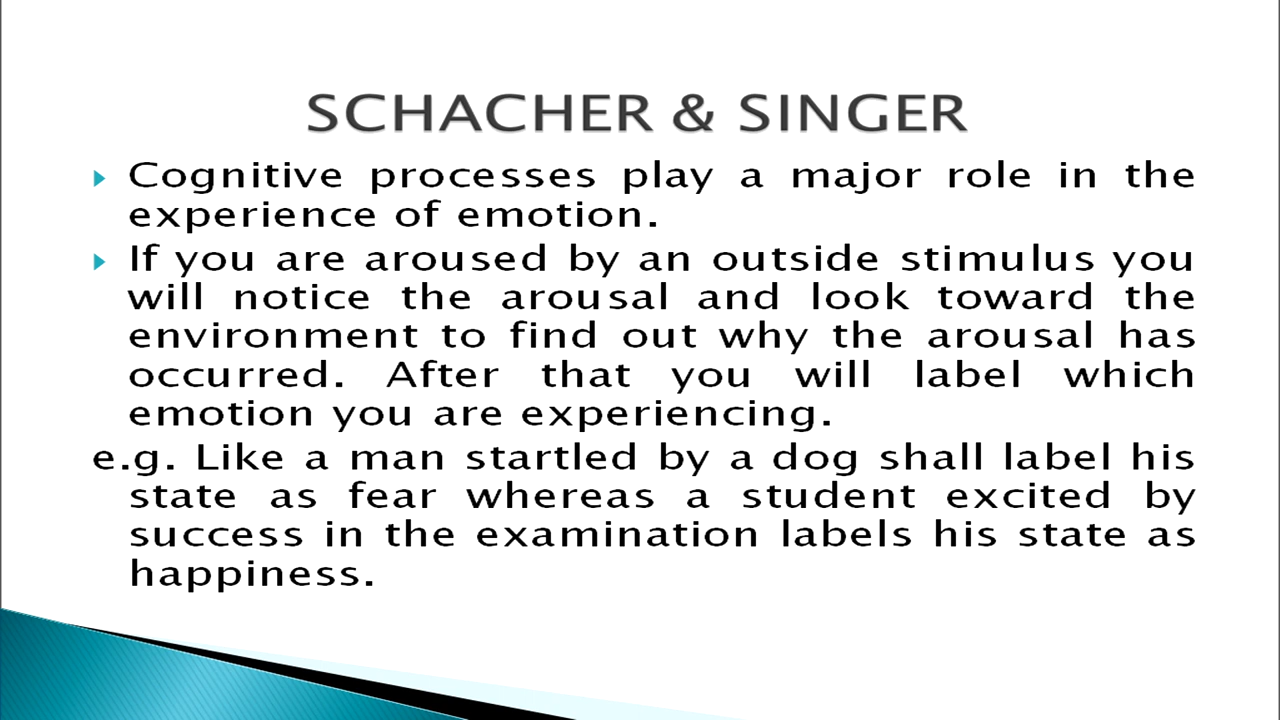 SCHACHER & SINGER
Cognitive processes play a major role in the
experience of emotion.
If you are aroused by an outside stimulus you
will notice the arousal and look toward the
environment to find out why the arousal has
occurred. After that you will label which
emotion you are experiencing.
e.g. Like a man startled by a dog shall label his
state as fear whereas a student excited by
success in the examination labels his state as
happiness.